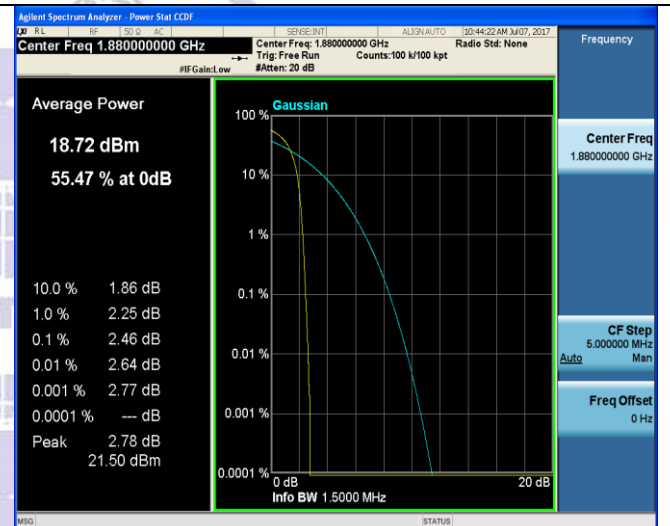 Agilent Spectrum Analyzer - Power Stat CCDF
RL RF 50 Ω AC SENSE:INT ALIGN AUTO 10:44:22 AM Jul 07, 2017
Center Freq 1.880000000 GHz
Center Freq: 1.880000000 GHz Radio Std: None
Trig: Free Run Counts:100 k/100 kpt
#IFGain:Low #Atten: 20 dB
Frequency
Average Power
18.72 dBm
55.47 % at 0dB
10.0 % 1.86 dB
1.0 % 2.25 dB
0.1 % 2.46 dB
0.01 % 2.64 dB
0.001 % 2.77 dB
0.0001 % --- dB
Peak 2.78 dB
21.50 dBm
Gaussian
100 %
10 %
1 %
0.1 %
0.01 %
0.001 %
0.0001 %
0 dB 20 dB
Info BW 1.5000 MHz
Center Freq
1.880000000 GHz
CF Step
5.000000 MHz
Auto Man
Freq Offset
0 Hz
MSG STATUS